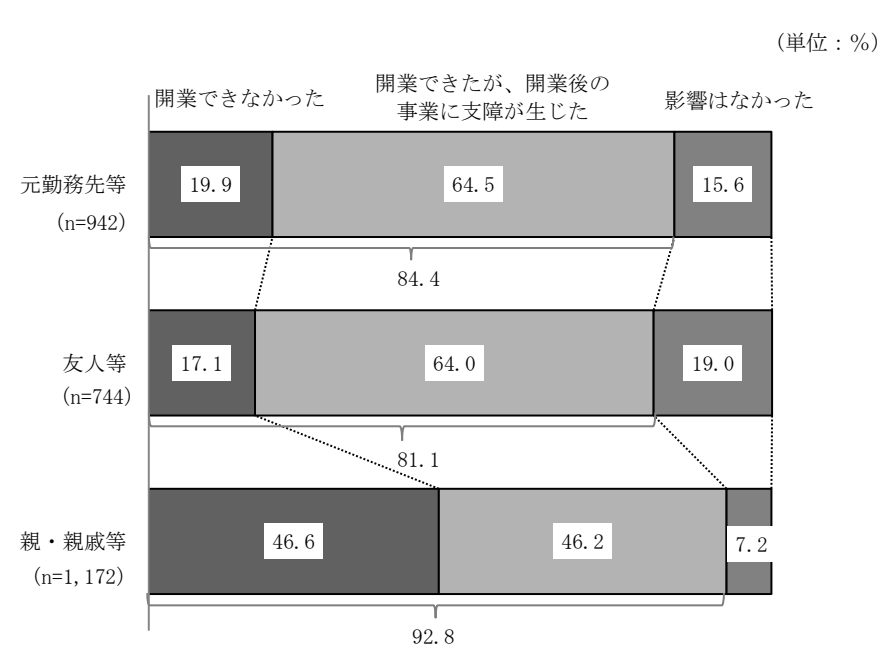 （単位：％）
開業できなかった
開業できたが、開業後の
事業に支障が生じた
影響はなかった
元勤務先等
（n=942）
19.9
64.5
15.6
84.4
友人等
（n=744）
17.1
64.0
19.0
81.1
親・親戚等
（n=1,172）
46.6
46.2
7.2
92.8